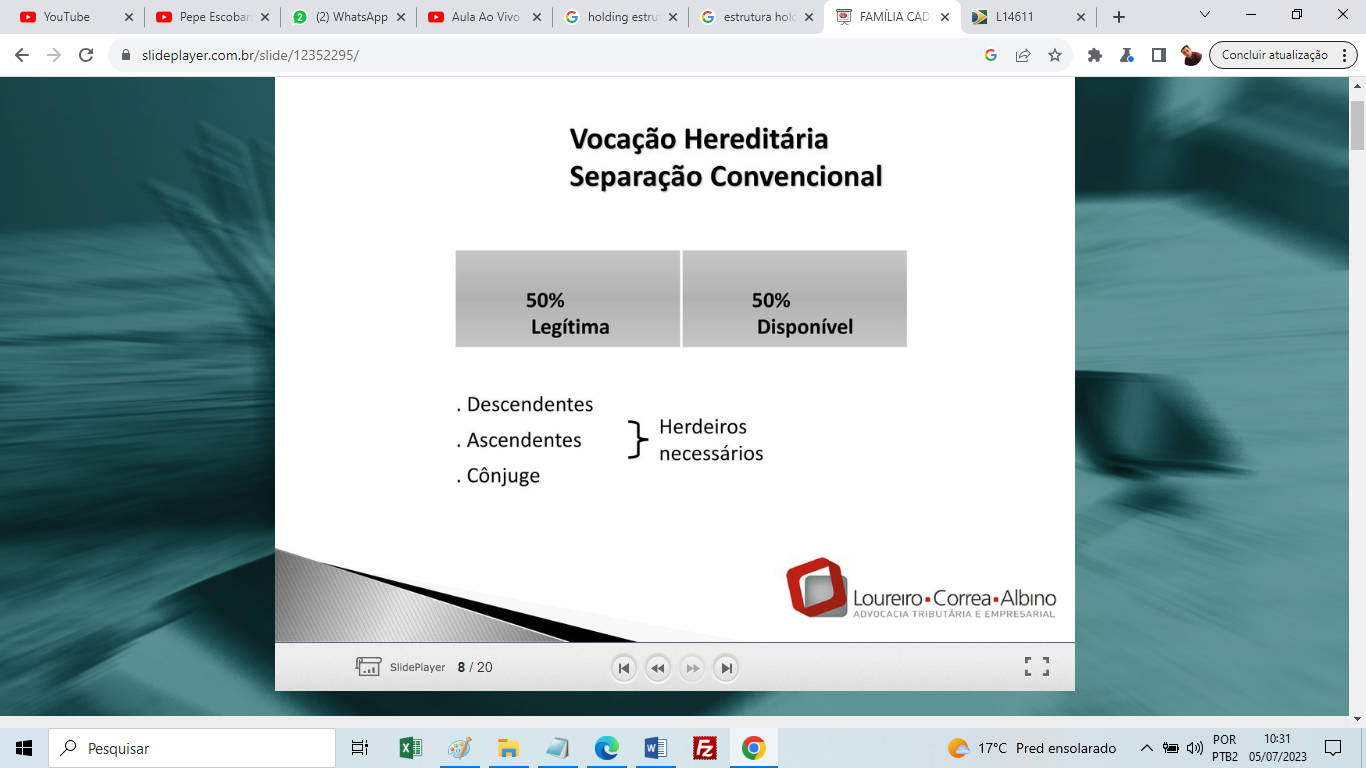 YouTube
Pepe Escobar
(2) WhatsApp
Aula Ao Vivo
holding estru
estrutura hol
FAMÍLIA CAD
L14611
slideplayer.com.br/slide/12352295/
Concluir atualização
Vocação Hereditária
Separação Convencional
50%
Legítima
50%
Disponível
. Descendentes
. Ascendentes
. Cônjuge
Herdeiros
necessários
Loureiro▪Correa▪Albino
ADVOCACIA TRIBUTÁRIA E EMPRESARIAL
SlidePlayer 8 / 20
Pesquisar
17°C Pred ensolarado
POR
PTB2
10:31
05/07/2023